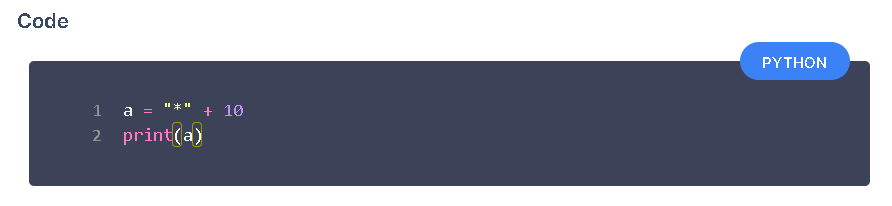 Code
PYTHON
1 a = "*" + 10
2 print(a)